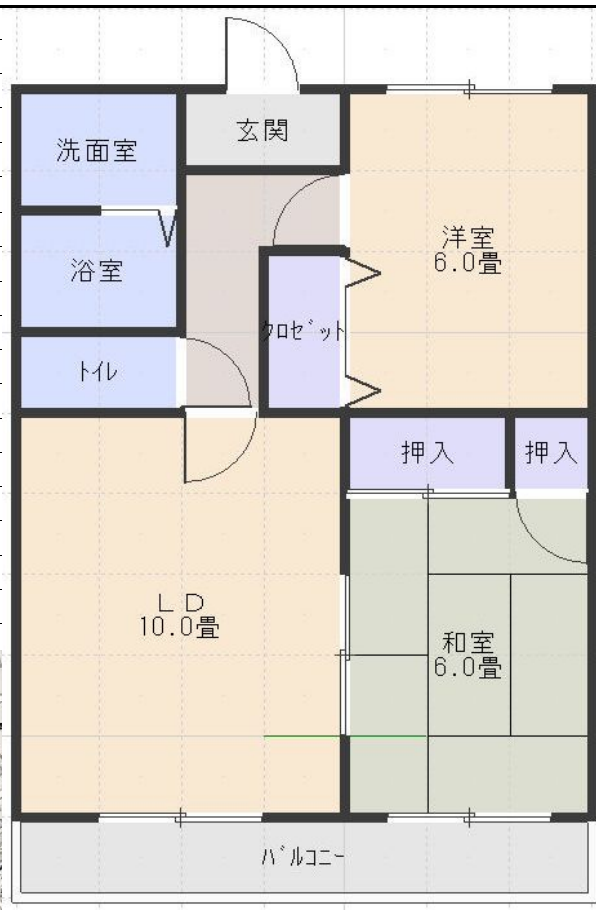 玄関
洗面室
洋室
6.0畳
浴室
クロゼット
トイレ
押入
押入
LD
10.0畳
和室
6.0畳
バルコニー